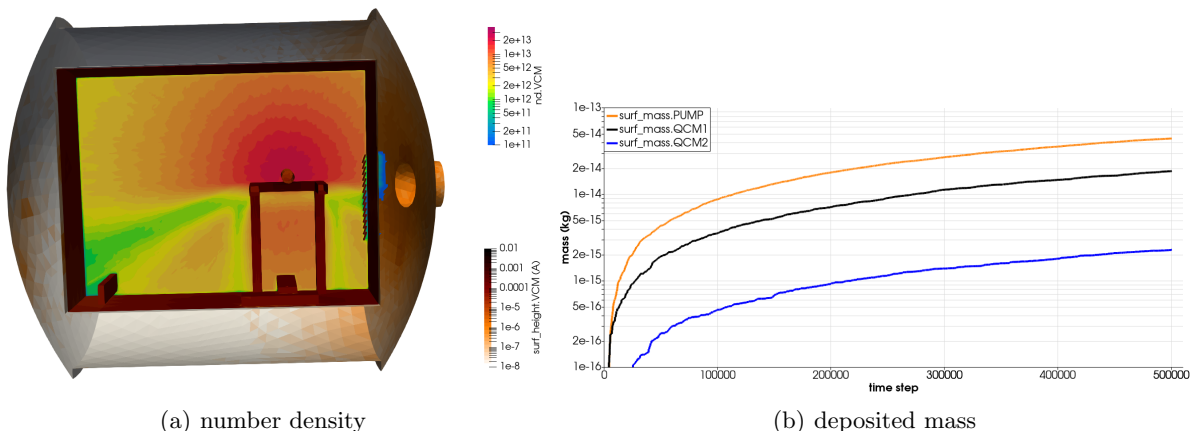 2e+13
1e+13
5e+12
2e+12
1e+12
5e+11
2e+11
1e+11
nd.VCM
0.01
0.001
0.0001
1e-5
1e-6
1e-7
1e-8
surf_height.VCM (A)
(a) number density
1e-13
5e-14
2e-14
1e-14
5e-15
2e-15
1e-15
5e-16
2e-16
1e-16
mass (kg)
surf_mass.PUMP
surf_mass.QCM1
surf_mass.QCM2
0
100000
200000
300000
400000
500000
time step
(b) deposited mass